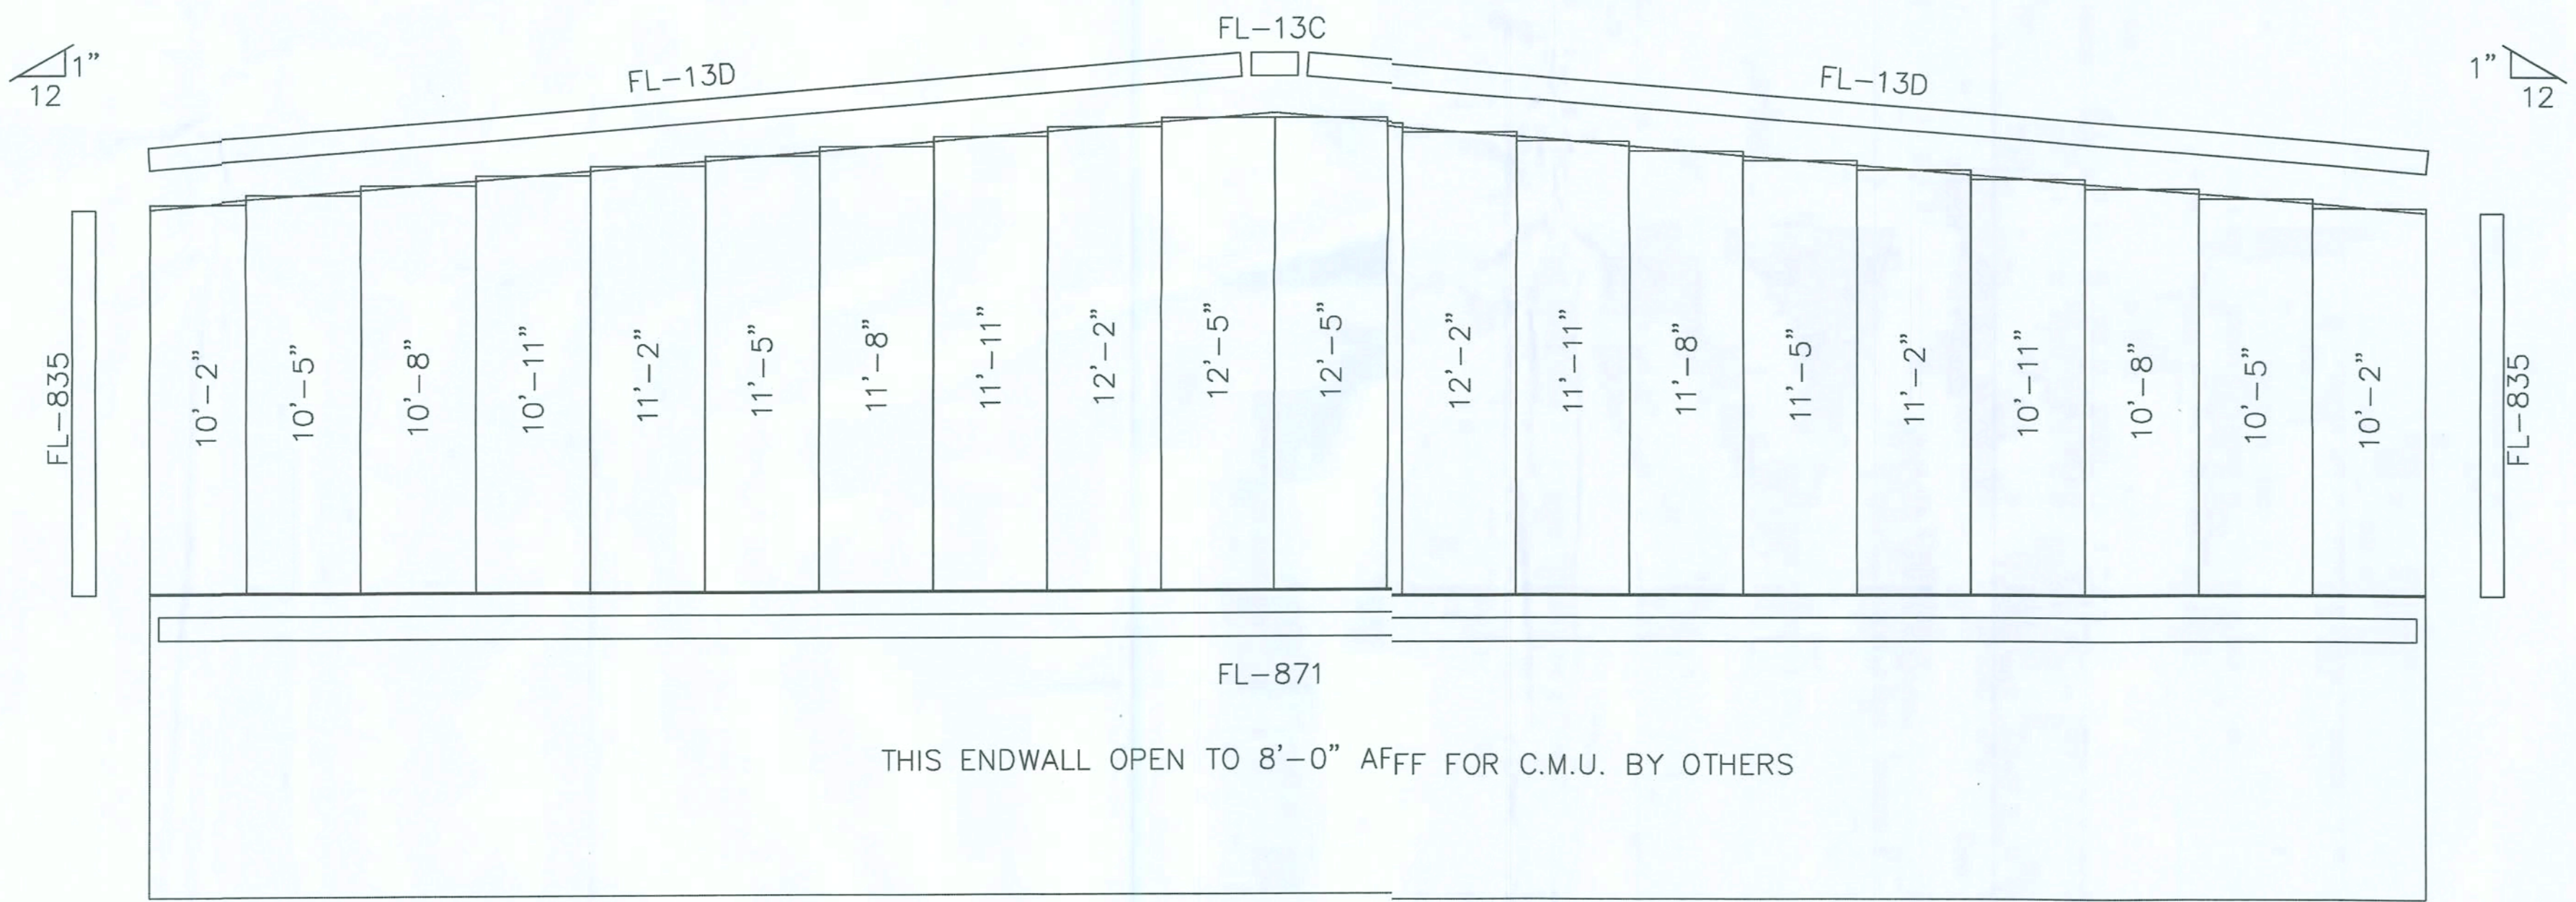 FL-13C
1" FL-13D FL-13D 1"
12 12
FL-835 10'-2" 10'-5" 10'-8" 10'-11" 11'-2" 11'-5" 11'-8" 11'-11" 12'-2" 12'-5" 12'-5" 12'-2" 11'-11" 11'-8" 11'-5" 11'-2" 10'-11" 10'-8" 10'-5" 10'-2" FL-835
FL-871
THIS ENDWALL OPEN TO 8'-0" AFFF FOR C.M.U. BY OTHERS